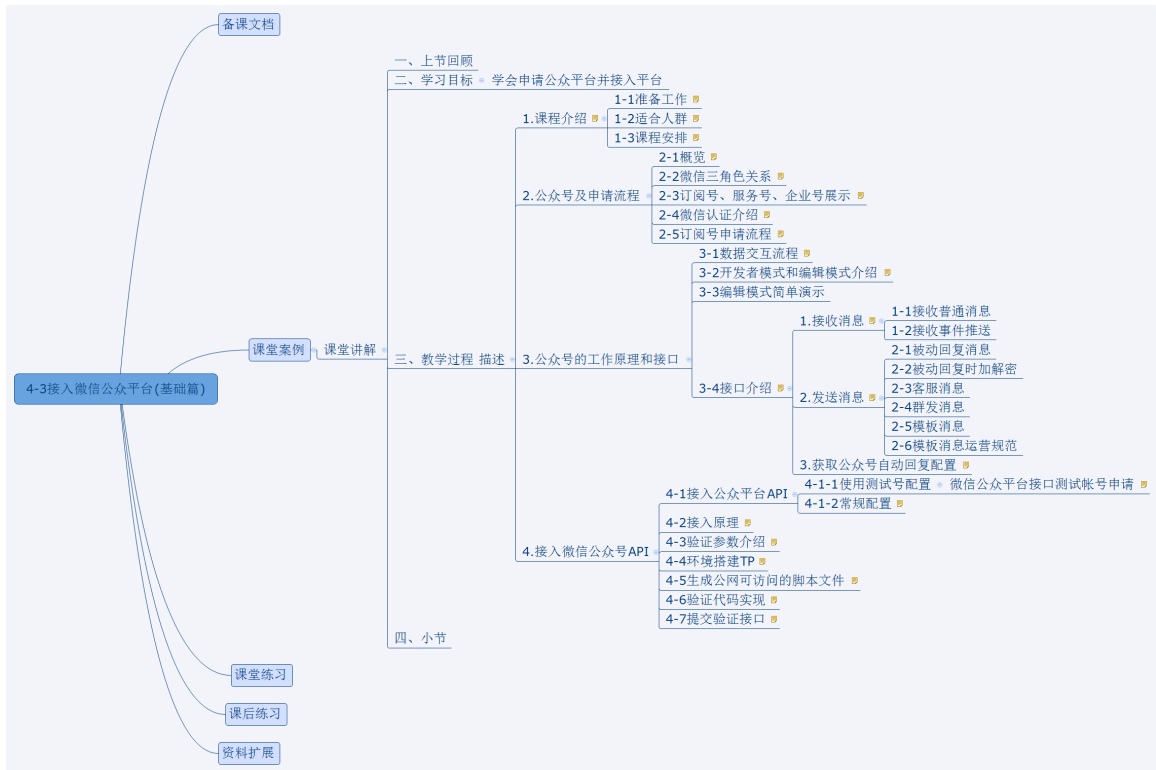 备课文档
一、上节回顾
二、学习目标
学会申请公众平台并接入平台
1-1准备工作
1.课程介绍
1-2适合人群
1-3课程安排
2-1概览
2-2微信三角色关系
2.公众号及申请流程
2-3订阅号、服务号、企业号展示
2-4微信认证介绍
2-5订阅号申请流程
3-1数据交互流程
3-2开发者模式和编辑模式介绍
3-3编辑模式简单演示
1-1接收普通消息
1.接收消息
1-2接收事件推送
课堂案例
课堂讲解
三、教学过程 描述
3.公众号的工作原理和接口
2-1被动回复消息
2-2被动回复时加解密
4-3接入微信公众平台(基础篇)
3-4接口介绍
2-3客服消息
2.发送消息
2-4群发消息
2-5模板消息
2-6模板消息运营规范
3.获取公众号自动回复配置
4-1接入公众平台API
4-1-1使用测试号配置
微信公众平台接口测试帐号申请
4-1-2常规配置
4-2接入原理
4-3验证参数介绍
4.接入微信公众号API
4-4环境搭建TP
4-5生成公网可访问的脚本文件
4-6验证代码实现
4-7提交验证接口
四、小节
课堂练习
课后练习
资料扩展